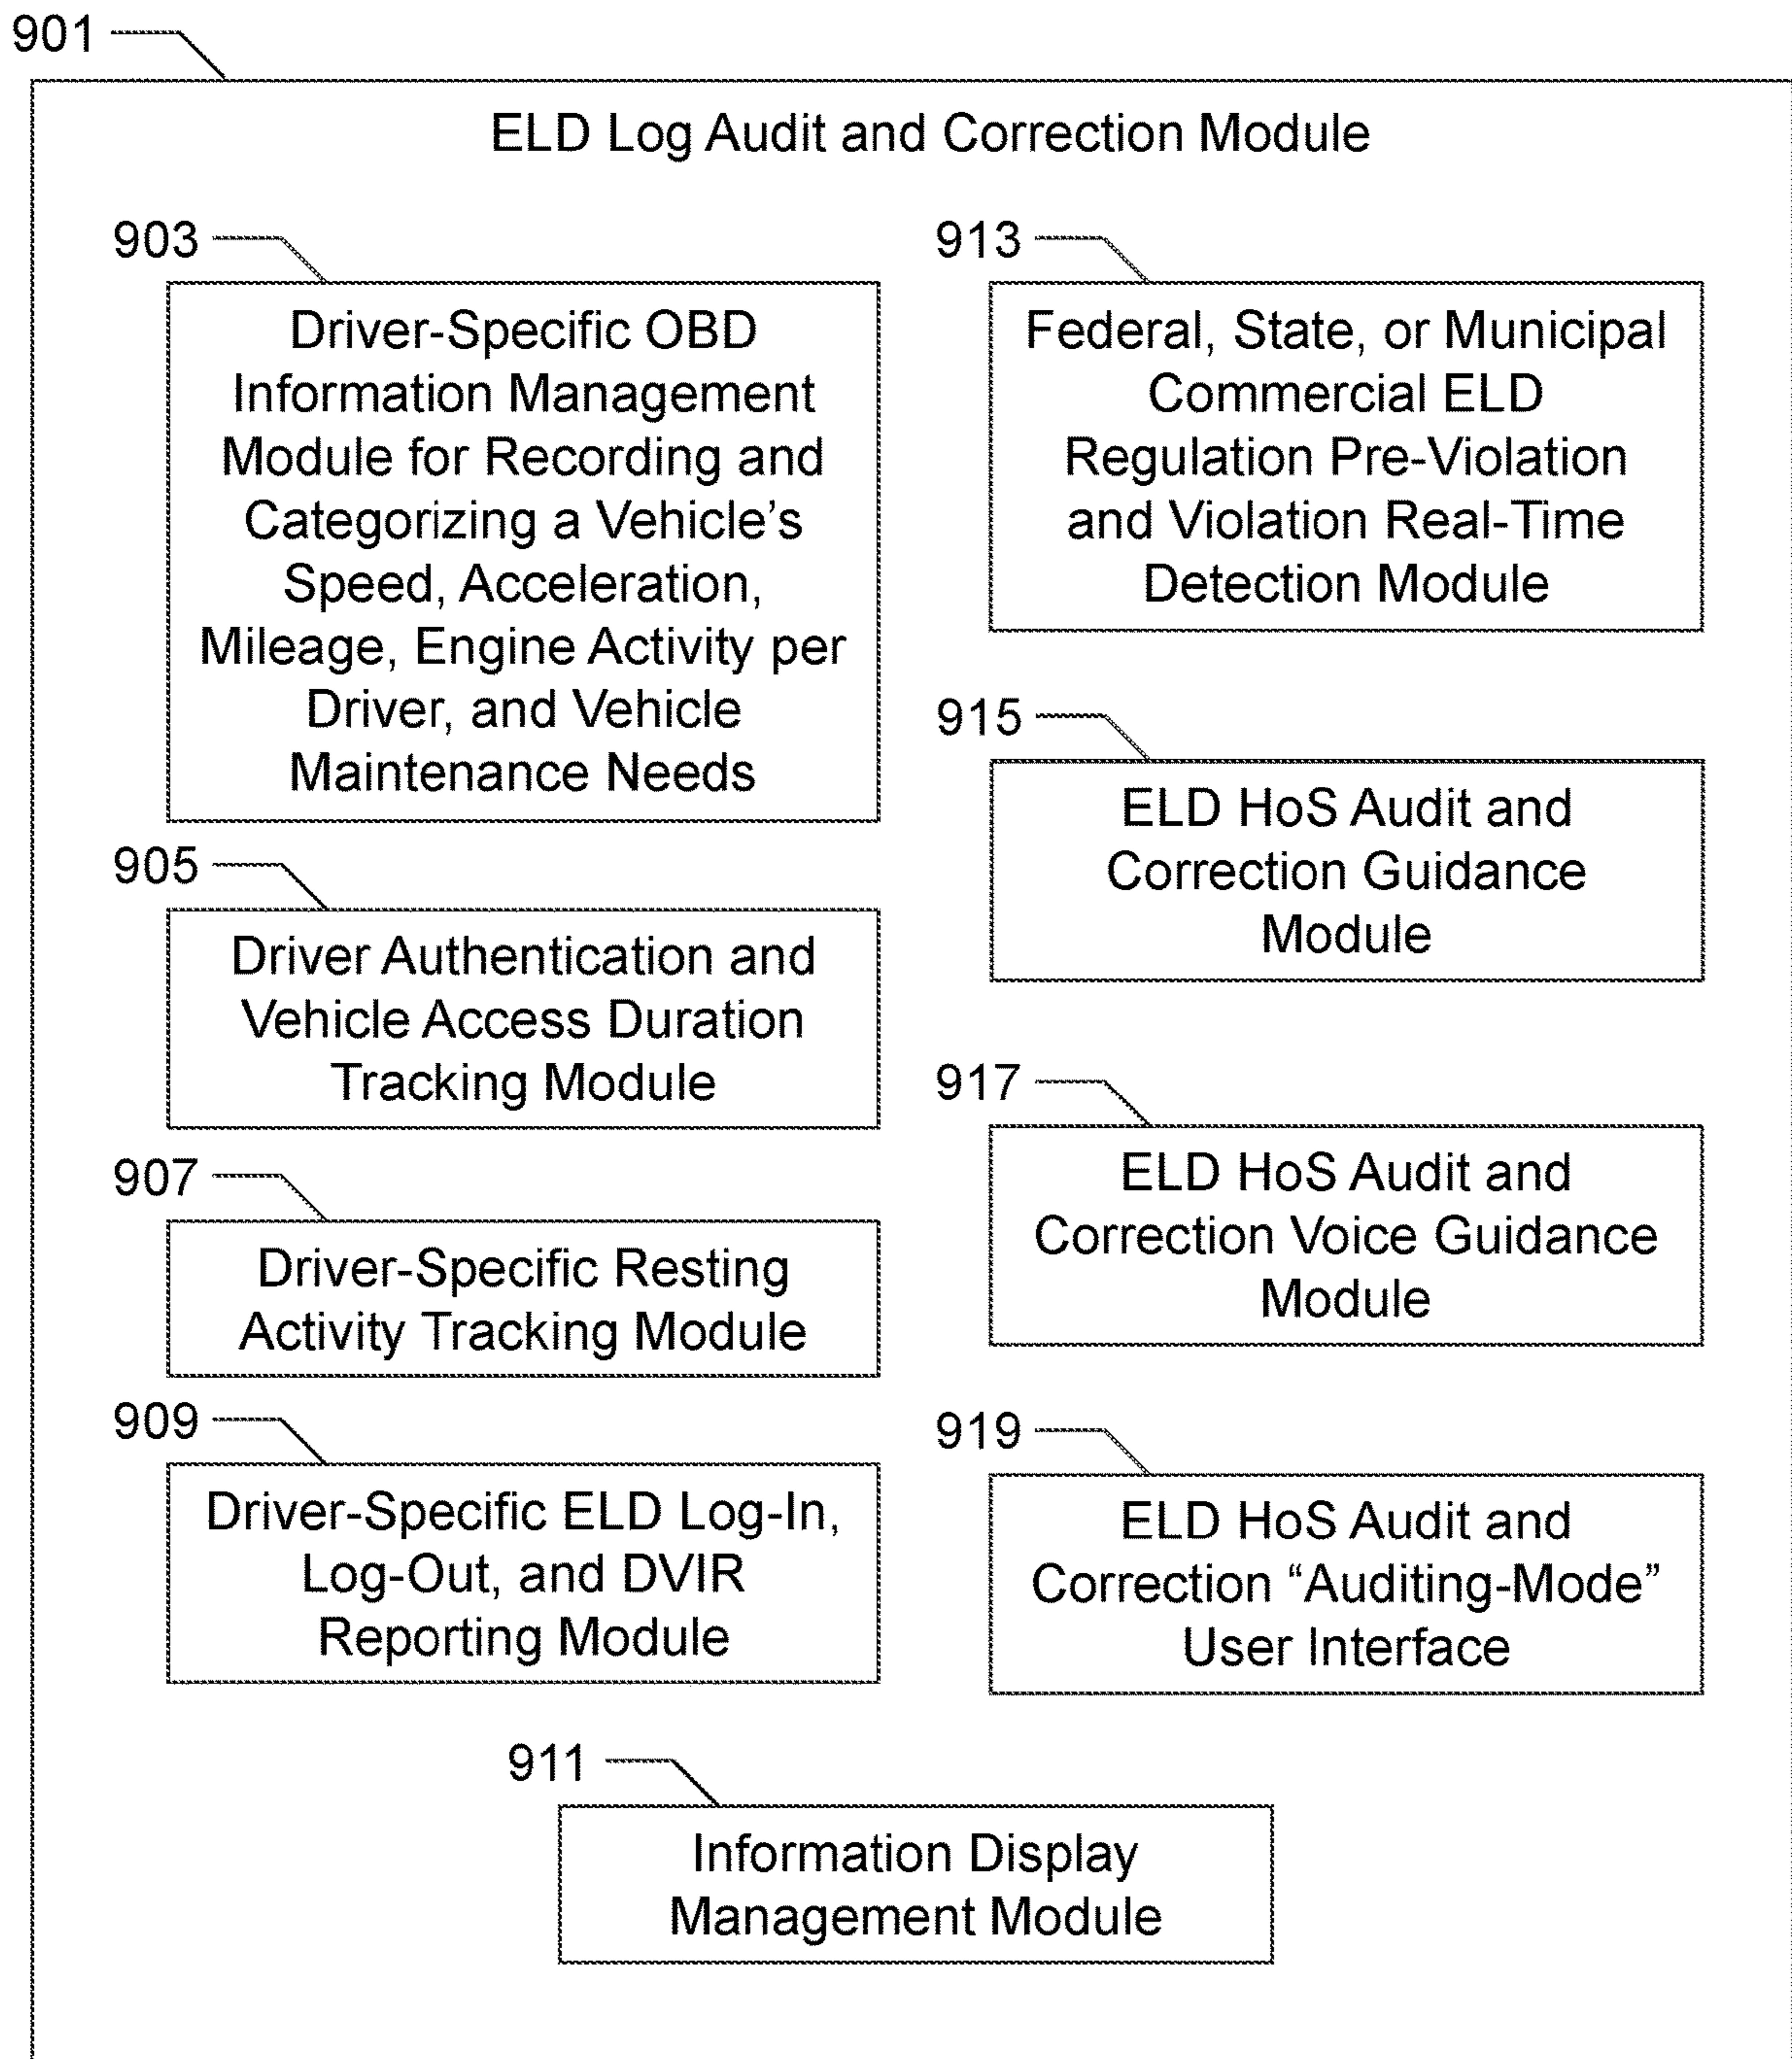 901
ELD Log Audit and Correction Module
903
Driver-Specific OBD
Information Management
Module for Recording and
Categorizing a Vehicle’s
Speed, Acceleration,
Mileage, Engine Activity per
Driver, and Vehicle
Maintenance Needs
905
Driver Authentication and
Vehicle Access Duration
Tracking Module
907
Driver-Specific Resting
Activity Tracking Module
909
Driver-Specific ELD Log-In,
Log-Out, and DVIR
Reporting Module
913
Federal, State, or Municipal
Commercial ELD
Regulation Pre-Violation
and Violation Real-Time
Detection Module
915
ELD HoS Audit and
Correction Guidance
Module
917
ELD HoS Audit and
Correction Voice Guidance
Module
919
ELD HoS Audit and
Correction “Auditing-Mode”
User Interface
911
Information Display
Management Module